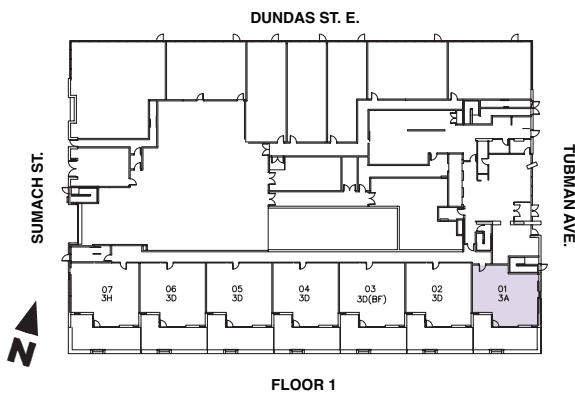 DUNDAS ST. E.
SUMACH ST.
TUBMAN AVE.
07
3H
06
3D
05
3D
04
3D
03
3D(BF)
02
3D
01
3A
N
FLOOR 1